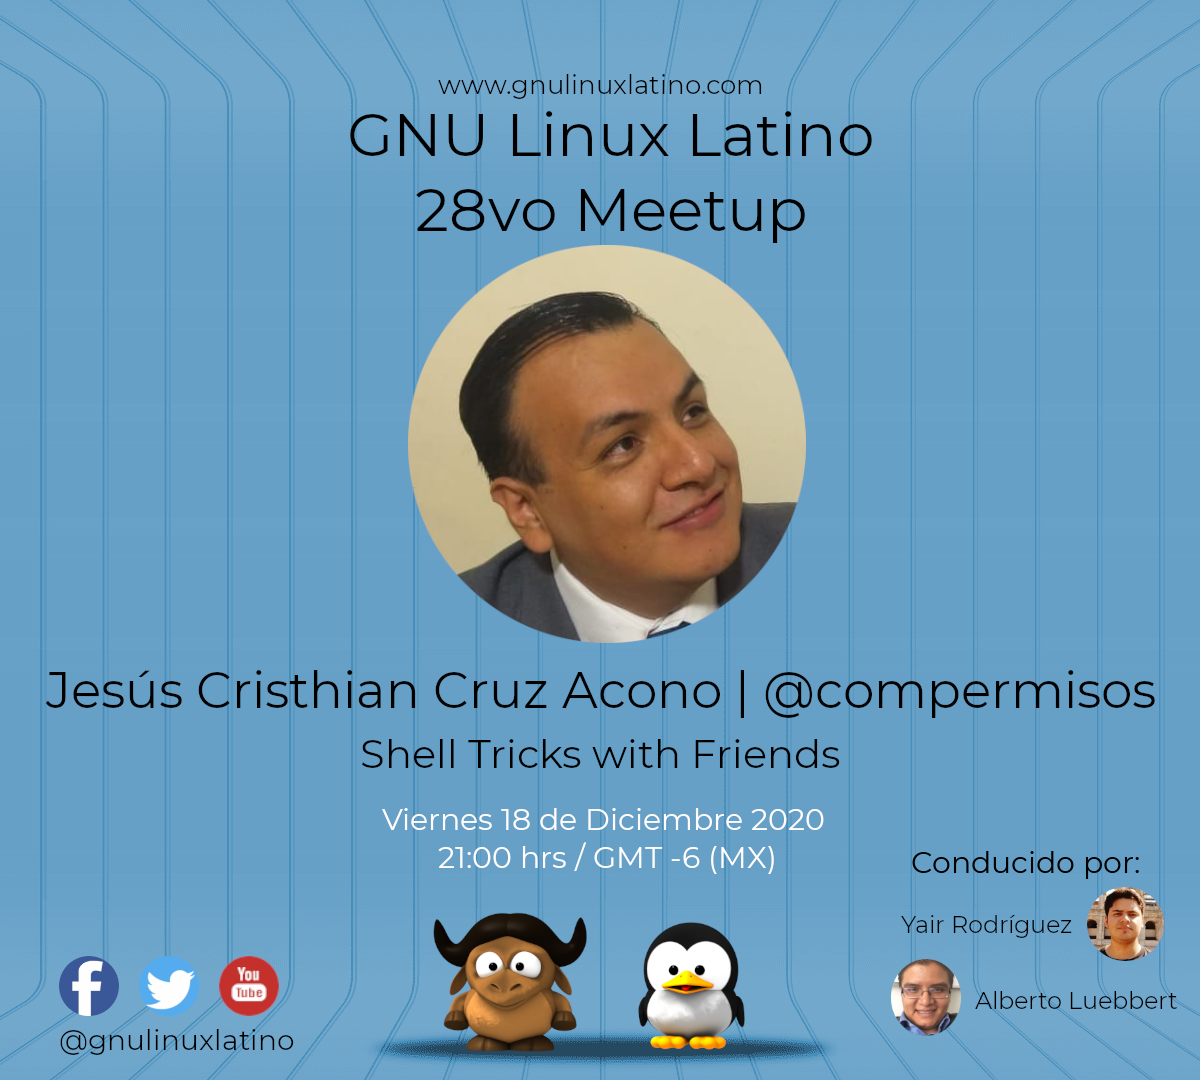 www.gnulinuxlatino.com
GNU Linux Latino
28vo Meetup
Jesús Cristhian Cruz Acono | @compermisos
Shell Tricks with Friends
Viernes 18 de Diciembre 2020
21:00 hrs / GMT -6 (MX)
Conducido por:
Yair Rodríguez
Alberto Luebbert
You
Tube
@gnulinuxlatino